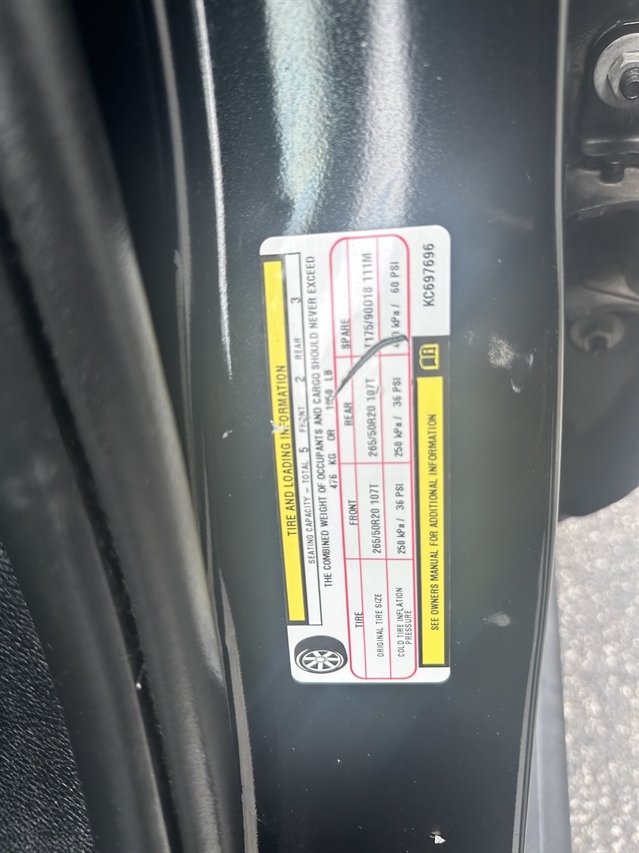 TIRE AND LOADING INFORMATION
SEATING CAPACITY - TOTAL 5 FRONT 2 REAR 3
THE COMBINED WEIGHT OF OCCUPANTS AND CARGO SHOULD NEVER EXCEED
476 KG OR 1050 LB
TIRE FRONT REAR SPARE
ORIGINAL TIRE SIZE 265/50R20 107T 265/50R20 107T T175/90D18 111M
COLD TIRE INFLATION PRESSURE 250 kPa / 36 PSI 250 kPa / 36 PSI kPa / 60 PSI
SEE OWNERS MANUAL FOR ADDITIONAL INFORMATION
KC697696